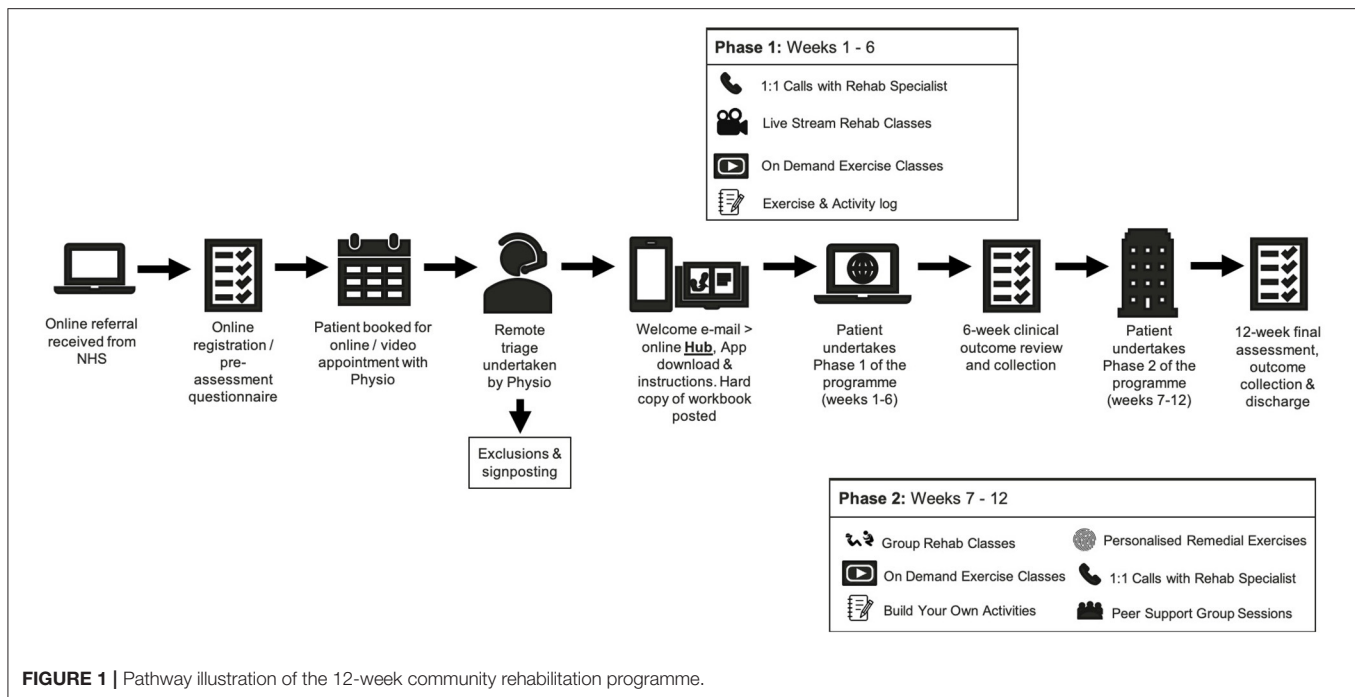 Phase 1: Weeks 1 - 6
1:1 Calls with Rehab Specialist
Live Stream Rehab Classes
On Demand Exercise Classes
Exercise & Activity log
Online referral
received from
NHS
Online
registration /
pre-
assessment
questionnaire
Patient booked for
online / video
appointment with
Physio
Remote
triage
undertaken
by Physio
Exclusions &
signposting
Welcome e-mail >
online Hub, App
download &
instructions. Hard
copy of workbook
posted
Patient
undertakes
Phase 1 of the
programme
(weeks 1-6)
6-week clinical
outcome review
and collection
Patient
undertakes
Phase 2 of the
programme
(weeks 7-12)
12-week final
assessment,
outcome
collection &
discharge
Phase 2: Weeks 7 - 12
Group Rehab Classes
On Demand Exercise Classes
Build Your Own Activities
Personalised Remedial Exercises
1:1 Calls with Rehab Specialist
Peer Support Group Sessions
FIGURE 1 | Pathway illustration of the 12-week community rehabilitation programme.